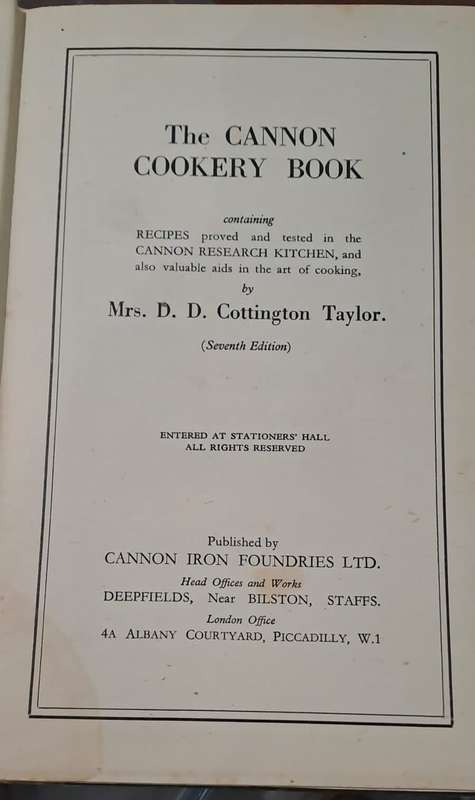 The CANNON
COOKERY BOOK
containing
RECIPES proved and tested in the
CANNON RESEARCH KITCHEN, and
also valuable aids in the art of cooking,
by
Mrs. D. D. Cottington Taylor.
(Seventh Edition)
ENTERED AT STATIONERS' HALL
ALL RIGHTS RESERVED
Published by
CANNON IRON FOUNDRIES LTD.
Head Offices and Works
DEEPFIELDS, Near BILSTON, STAFFS.
London Office
4A ALBANY COURTYARD, PICCADILLY, W.1